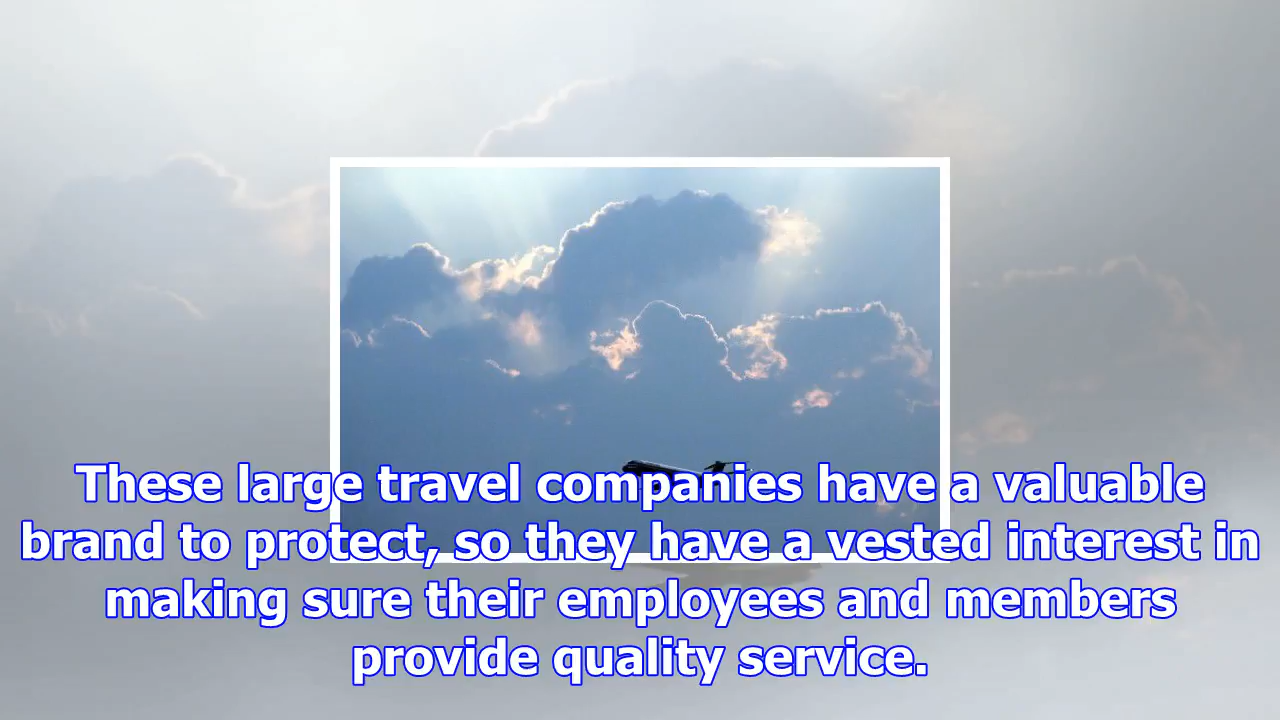 These large travel companies have a valuable
brand to protect, so they have a vested interest in
making sure their employees and members
provide quality service.